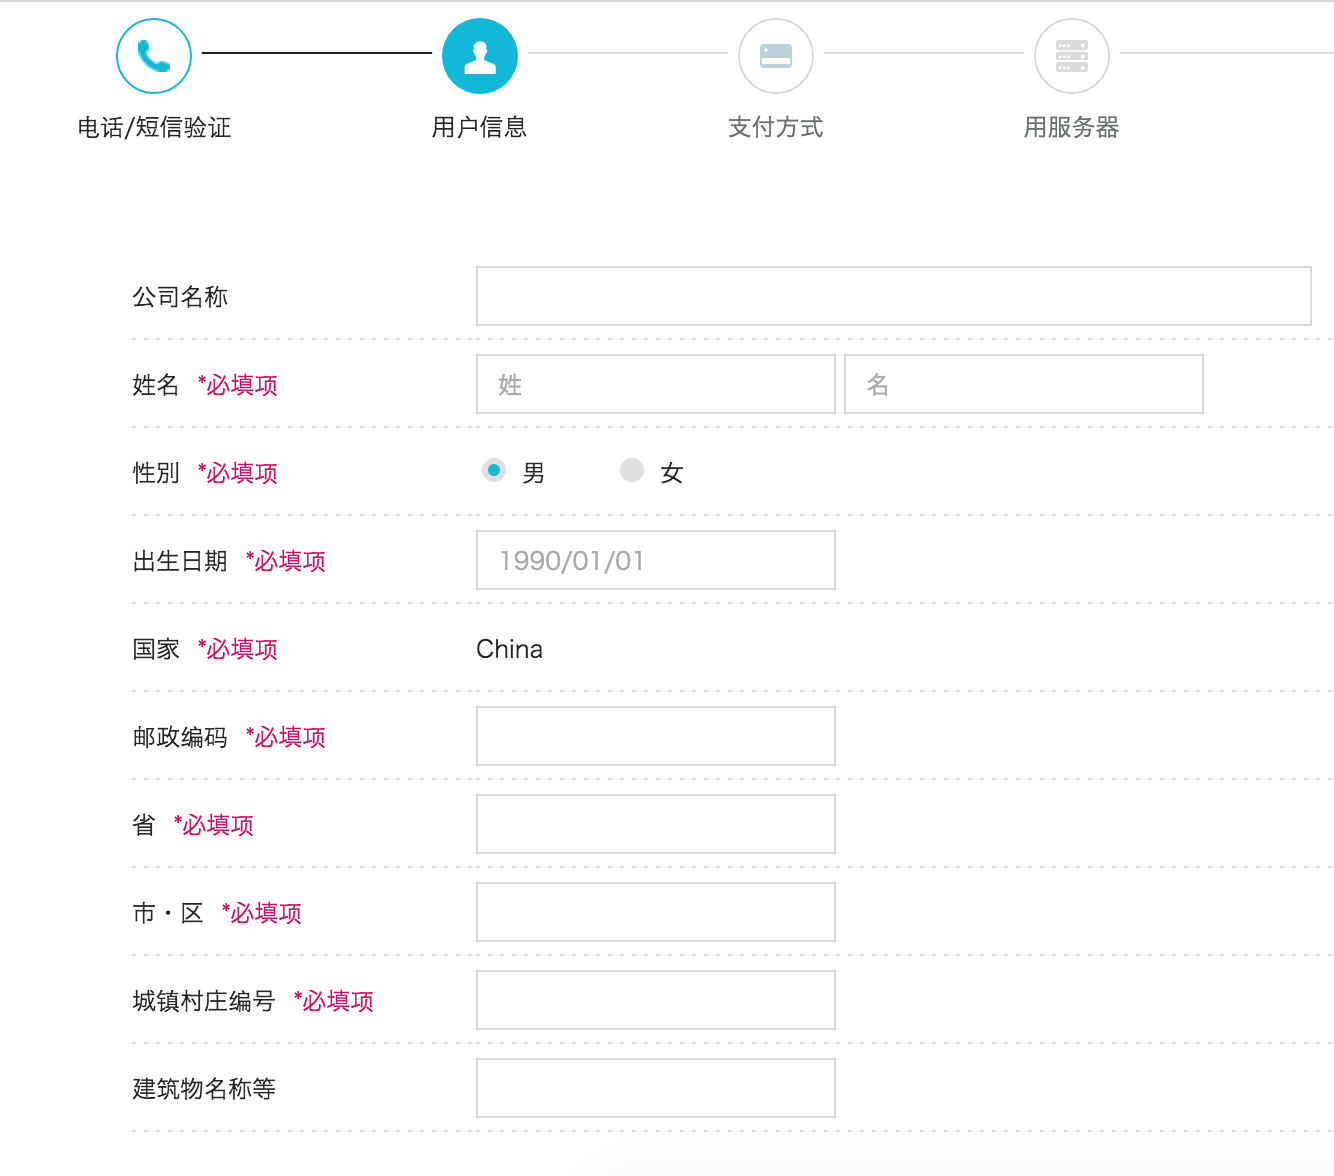 电话/短信验证 用户信息 支付方式 用服务器
公司名称
姓名 *必填项 姓 名
性别 *必填项 男 女
出生日期 *必填项 1990/01/01
国家 *必填项 China
邮政编码 *必填项
省 *必填项
市・区 *必填项
城镇村庄编号 *必填项
建筑物名称等